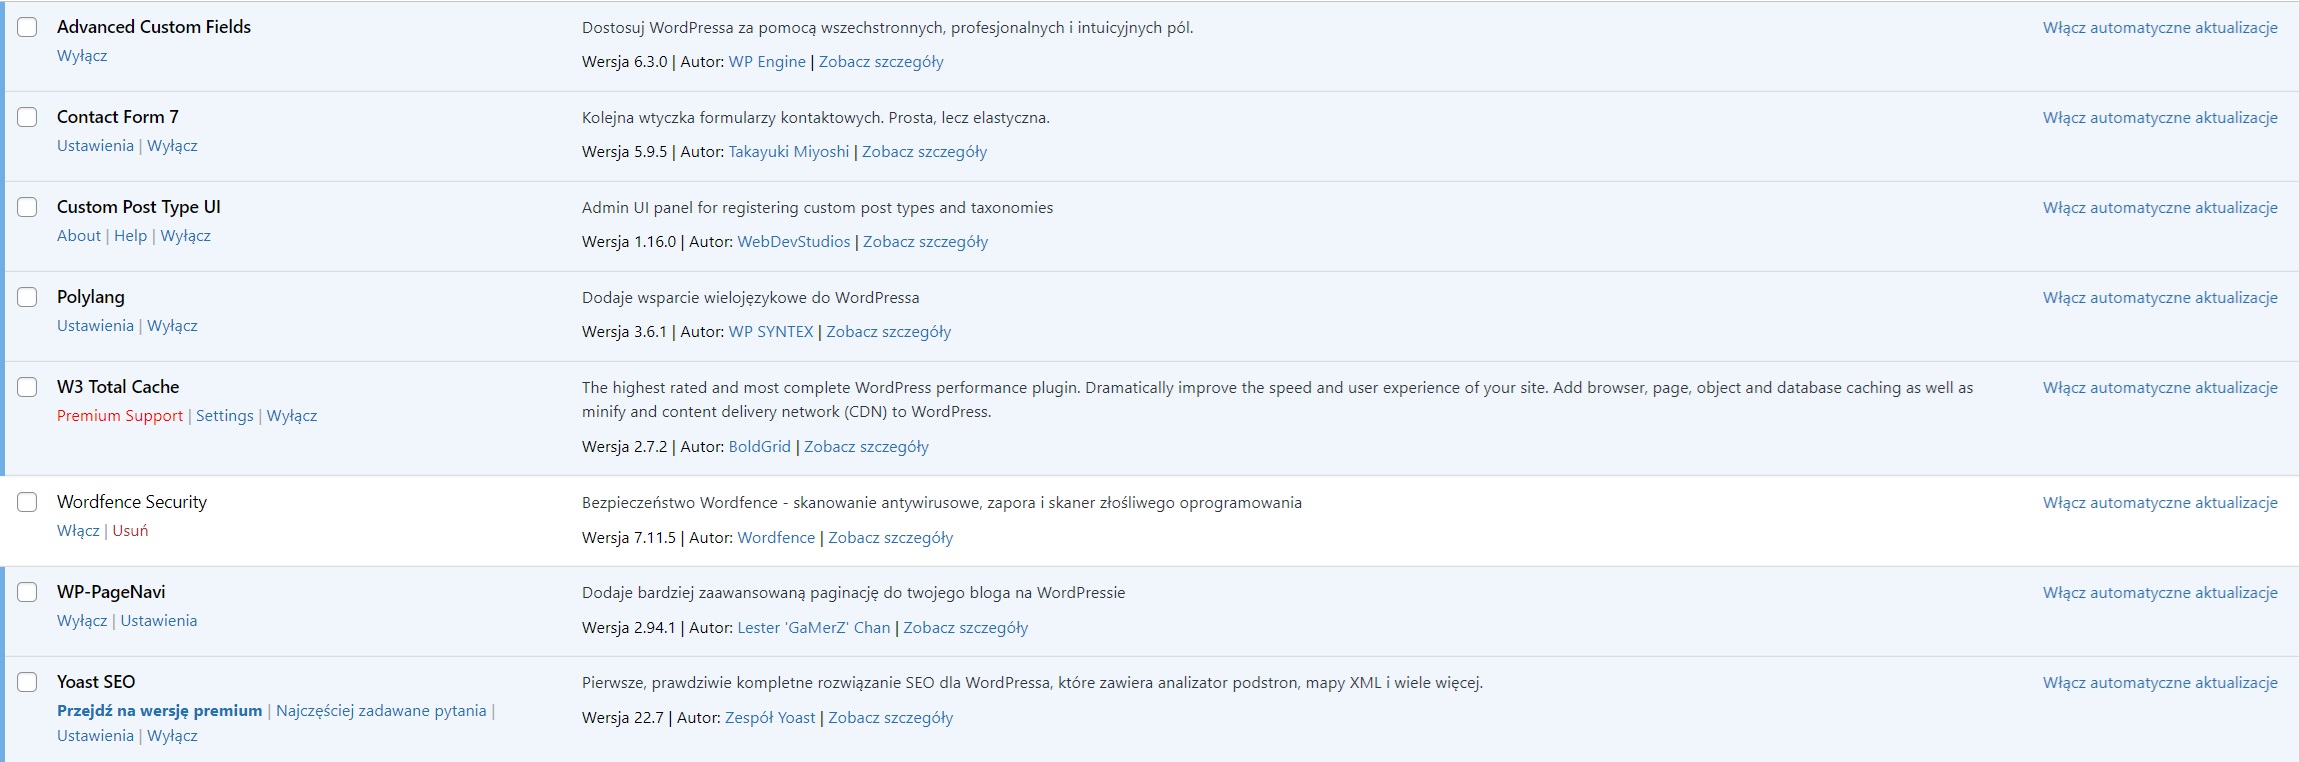 Advanced Custom Fields
Wyłącz
Dostosuj WordPressa za pomocą wszechstronnych, profesjonalnych i intuicyjnych pól.
Wersja 6.3.0 | Autor: WP Engine | Zobacz szczegóły
Włącz automatyczne aktualizacje
Contact Form 7
Ustawienia | Wyłącz
Kolejna wtyczka formularzy kontaktowych. Prosta, lecz elastyczna.
Wersja 5.9.5 | Autor: Takayuki Miyoshi | Zobacz szczegóły
Włącz automatyczne aktualizacje
Custom Post Type UI
About | Help | Wyłącz
Admin UI panel for registering custom post types and taxonomies
Wersja 1.16.0 | Autor: WebDevStudios | Zobacz szczegóły
Włącz automatyczne aktualizacje
Polylang
Ustawienia | Wyłącz
Dodaje wsparcie wielojęzykowe do WordPressa
Wersja 3.6.1 | Autor: WP SYNTEX | Zobacz szczegóły
Włącz automatyczne aktualizacje
W3 Total Cache
Premium Support | Settings | Wyłącz
The highest rated and most complete WordPress performance plugin. Dramatically improve the speed and user experience of your site. Add browser, page, object and database caching as well as
minify and content delivery network (CDN) to WordPress.
Wersja 2.7.2 | Autor: BoldGrid | Zobacz szczegóły
Włącz automatyczne aktualizacje
Wordfence Security
Włącz | Usuń
Bezpieczeństwo Wordfence - skanowanie antywirusowe, zapora i skaner złośliwego oprogramowania
Wersja 7.11.5 | Autor: Wordfence | Zobacz szczegóły
Włącz automatyczne aktualizacje
WP-PageNavi
Wyłącz | Ustawienia
Dodaje bardziej zaawansowaną paginację do twojego bloga na WordPressie
Wersja 2.94.1 | Autor: Lester 'GaMerZ' Chan | Zobacz szczegóły
Włącz automatyczne aktualizacje
Yoast SEO
Przejdź na wersję premium | Najczęściej zadawane pytania |
Ustawienia | Wyłącz
Pierwsze, prawdziwie kompletne rozwiązanie SEO dla WordPressa, które zawiera analizator podstron, mapy XML i wiele więcej.
Wersja 22.7 | Autor: Zespół Yoast | Zobacz szczegóły
Włącz automatyczne aktualizacje